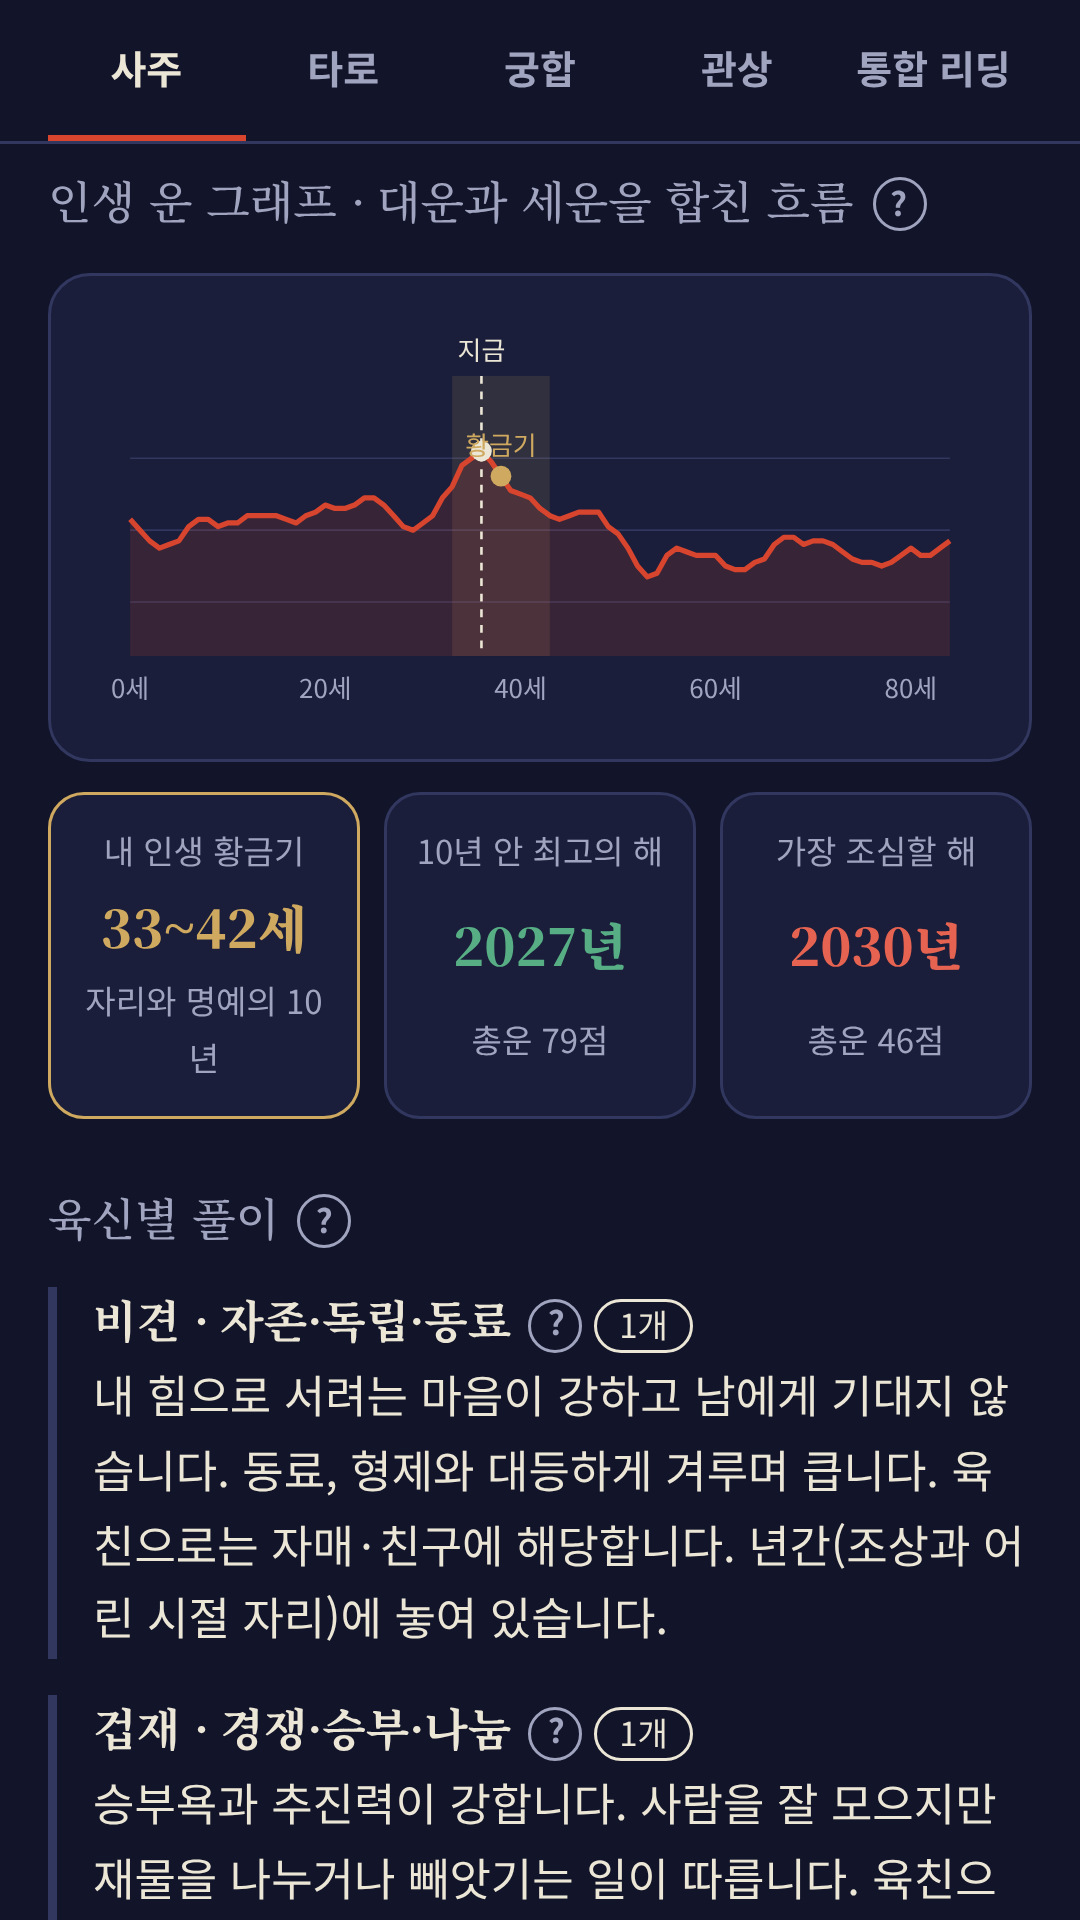 사주 타로 궁합 관상 통합 리딩
인생 운 그래프 · 대운과 세운을 합친 흐름 ?
지금
황금기
0세 20세 40세 60세 80세
내 인생 황금기
33~42세
자리와 명예의 10
년
10년 안 최고의 해
2027년
총운 79점
가장 조심할 해
2030년
총운 46점
육신별 풀이 ?
비견 · 자존·독립·동료 ? 1개
내 힘으로 서려는 마음이 강하고 남에게 기대지 않
습니다. 동료, 형제와 대등하게 겨루며 큽니다. 육
친으로는 자매·친구에 해당합니다. 년간(조상과 어
린 시절 자리)에 놓여 있습니다.
겁재 · 경쟁·승부·나눔 ? 1개
승부욕과 추진력이 강합니다. 사람을 잘 모으지만
재물을 나누거나 빼앗기는 일이 따릅니다. 육친으